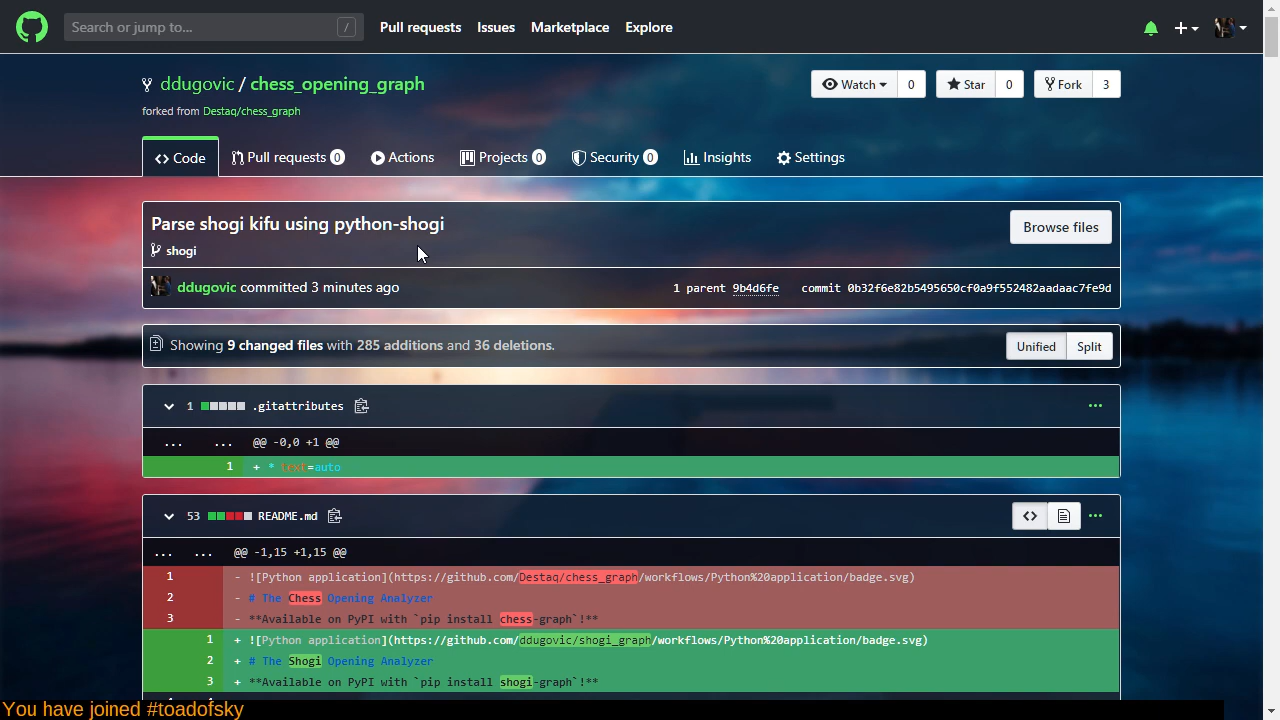 Search or jump to... / Pull requests Issues Marketplace Explore
ddugovic / chess_opening_graph Watch 0 Star 0 Fork 3
forked from Destaq/chess_graph
Code Pull requests 0 Actions Projects 0 Security 0 Insights Settings
Parse shogi kifu using python-shogi Browse files
shogi
ddugovic committed 3 minutes ago 1 parent 9b4d6fe commit 0b32f6e82b5495650cf0a9f552482aadaac7fe9d
Showing 9 changed files with 285 additions and 36 deletions. Unified Split
1 .gitattributes ...
... ... @@ -0,0 +1 @@
1 + * text=auto
53 README.md ...
... ... @@ -1,15 +1,15 @@
1 - ![Python application](https://github.com/Destaq/chess_graph/workflows/Python%20application/badge.svg)
2 - # The Chess Opening Analyzer
3 - **Available on PyPI with `pip install chess-graph`!**
1 + ![Python application](https://github.com/ddugovic/shogi_graph/workflows/Python%20application/badge.svg)
2 + # The Shogi Opening Analyzer
3 + **Available on PyPI with `pip install shogi-graph`!**
You have joined #toadofsky